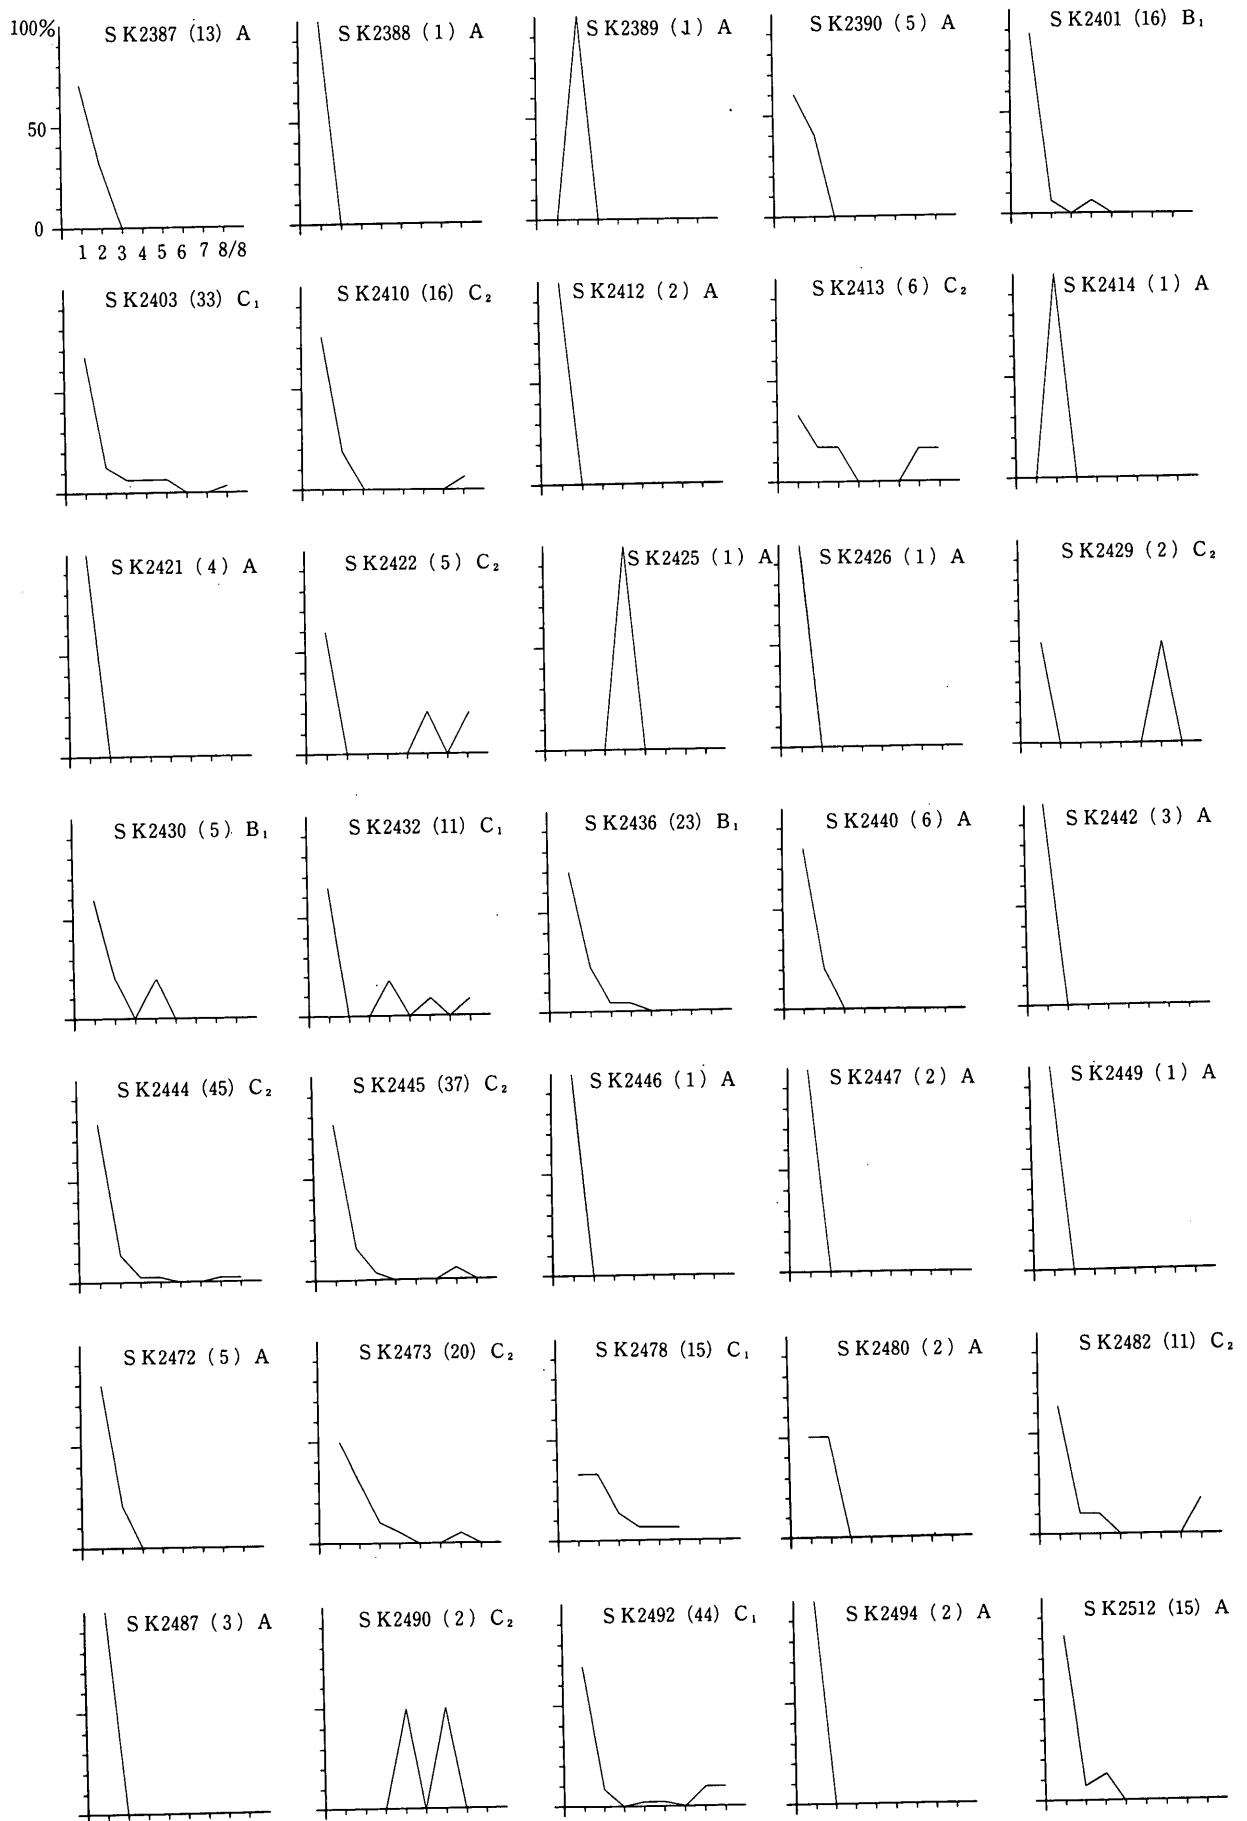 100%
50
0
1 2 3 4 5 6 7 8/8
SK2387 (13) A
SK2388 (1) A
SK2389 (1) A
SK2390 (5) A
SK2401 (16) B₁
SK2403 (33) C₁
SK2410 (16) C₂
SK2412 (2) A
SK2413 (6) C₂
SK2414 (1) A
SK2421 (4) A
SK2422 (5) C₂
SK2425 (1) A
SK2426 (1) A
SK2429 (2) C₂
SK2430 (5) B₁
SK2432 (11) C₁
SK2436 (23) B₁
SK2440 (6) A
SK2442 (3) A
SK2444 (45) C₂
SK2445 (37) C₂
SK2446 (1) A
SK2447 (2) A
SK2449 (1) A
SK2472 (5) A
SK2473 (20) C₂
SK2478 (15) C₁
SK2480 (2) A
SK2482 (11) C₂
SK2487 (3) A
SK2490 (2) C₂
SK2492 (44) C₁
SK2494 (2) A
SK2512 (15) A